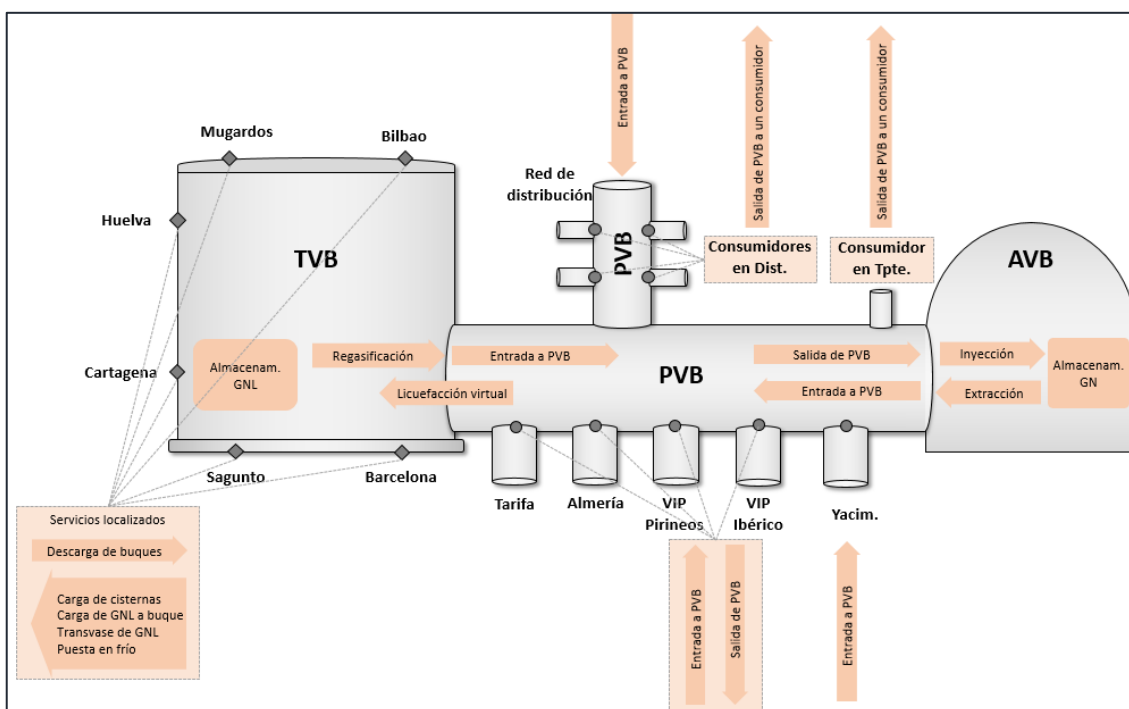 Mugardos
Bilbao
Huelva
TVB
Cartagena
Almacenam.
GNL
Regasificación
Licuefacción virtual
Sagunto
Barcelona
Servicios localizados
Descarga de buques
Carga de cisternas
Carga de GNL a buque
Transvase de GNL
Puesta en frío
Entrada a PVB
Red de
distribución
PVB
Salida de PVB a un consumidor
Consumidores
en Dist.
Salida de PVB a un consumidor
Consumidor
en Tpte.
Entrada a PVB
PVB
Salida de PVB
Entrada a PVB
AVB
Inyección
Extracción
Almacenam.
GN
Tarifa
Almería
VIP
Pirineos
VIP
Ibérico
Yacim.
Entrada a PVB
Salida de PVB
Entrada a PVB